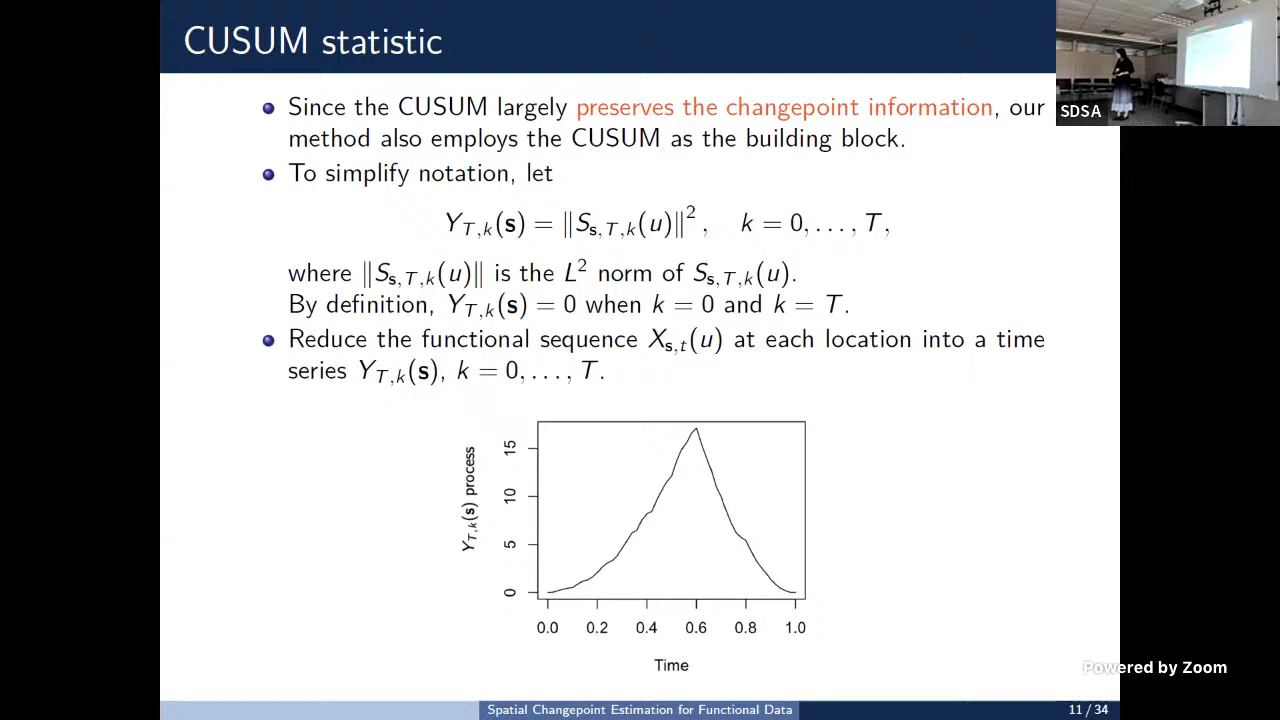 CUSUM statistic
SDSA
Since the CUSUM largely preserves the changepoint information, our
method also employs the CUSUM as the building block.
To simplify notation, let
Y_{T,k}(s) = ‖S_{s,T,k}(u)‖², k = 0, . . . , T,
where ‖S_{s,T,k}(u)‖ is the L² norm of S_{s,T,k}(u).
By definition, Y_{T,k}(s) = 0 when k = 0 and k = T.
Reduce the functional sequence X_{s,t}(u) at each location into a time
series Y_{T,k}(s), k = 0, . . . , T.
Y_{T,k}(s) process
15
10
5
0
0.0 0.2 0.4 0.6 0.8 1.0
Time
Powered by Zoom
Spatial Changepoint Estimation for Functional Data
11 / 34